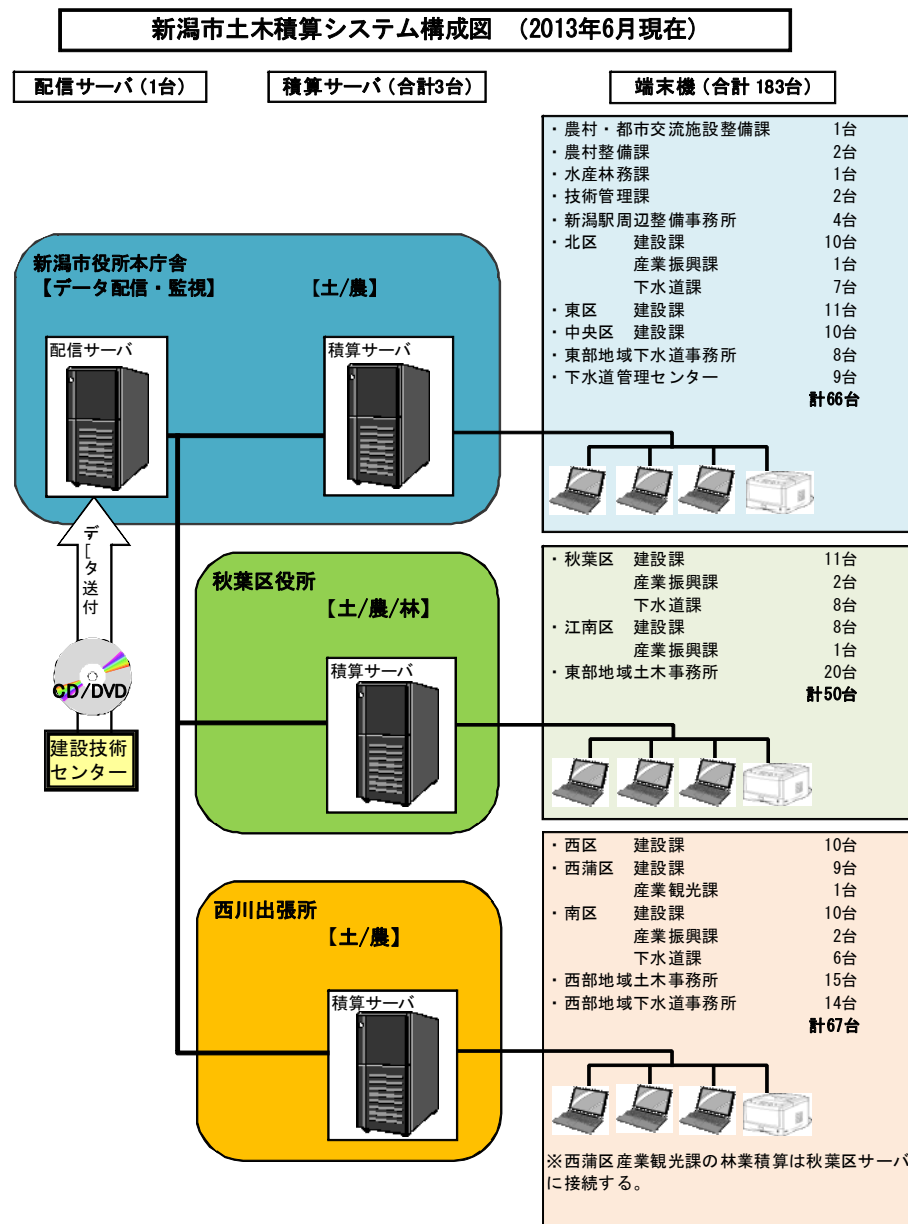 新潟市土木積算システム構成図 （2013年6月現在）
配信サーバ（1台）
積算サーバ（合計3台）
端末機（合計 183台）
新潟市役所本庁舎
【データ配信・監視】
【土/農】
配信サーバ
積算サーバ
・農村・都市交流施設整備課 1台
・農村整備課 2台
・水産林務課 1台
・技術管理課 2台
・新潟駅周辺整備事務所 4台
・北区 建設課 10台
産業振興課 1台
下水道課 7台
・東区 建設課 11台
・中央区 建設課 10台
・東部地域下水道事務所 8台
・下水道管理センター 9台
計66台
データ送付
CD/DVD
建設技術
センター
秋葉区役所
【土/農/林】
積算サーバ
・秋葉区 建設課 11台
産業振興課 2台
下水道課 8台
・江南区 建設課 8台
産業振興課 1台
・東部地域土木事務所 20台
計50台
西川出張所
【土/農】
積算サーバ
・西区 建設課 10台
・西蒲区 建設課 9台
産業観光課 1台
・南区 建設課 10台
産業振興課 2台
下水道課 6台
・西部地域土木事務所 15台
・西部地域下水道事務所 14台
計67台
※西蒲区産業観光課の林業積算は秋葉区サーバ
に接続する。